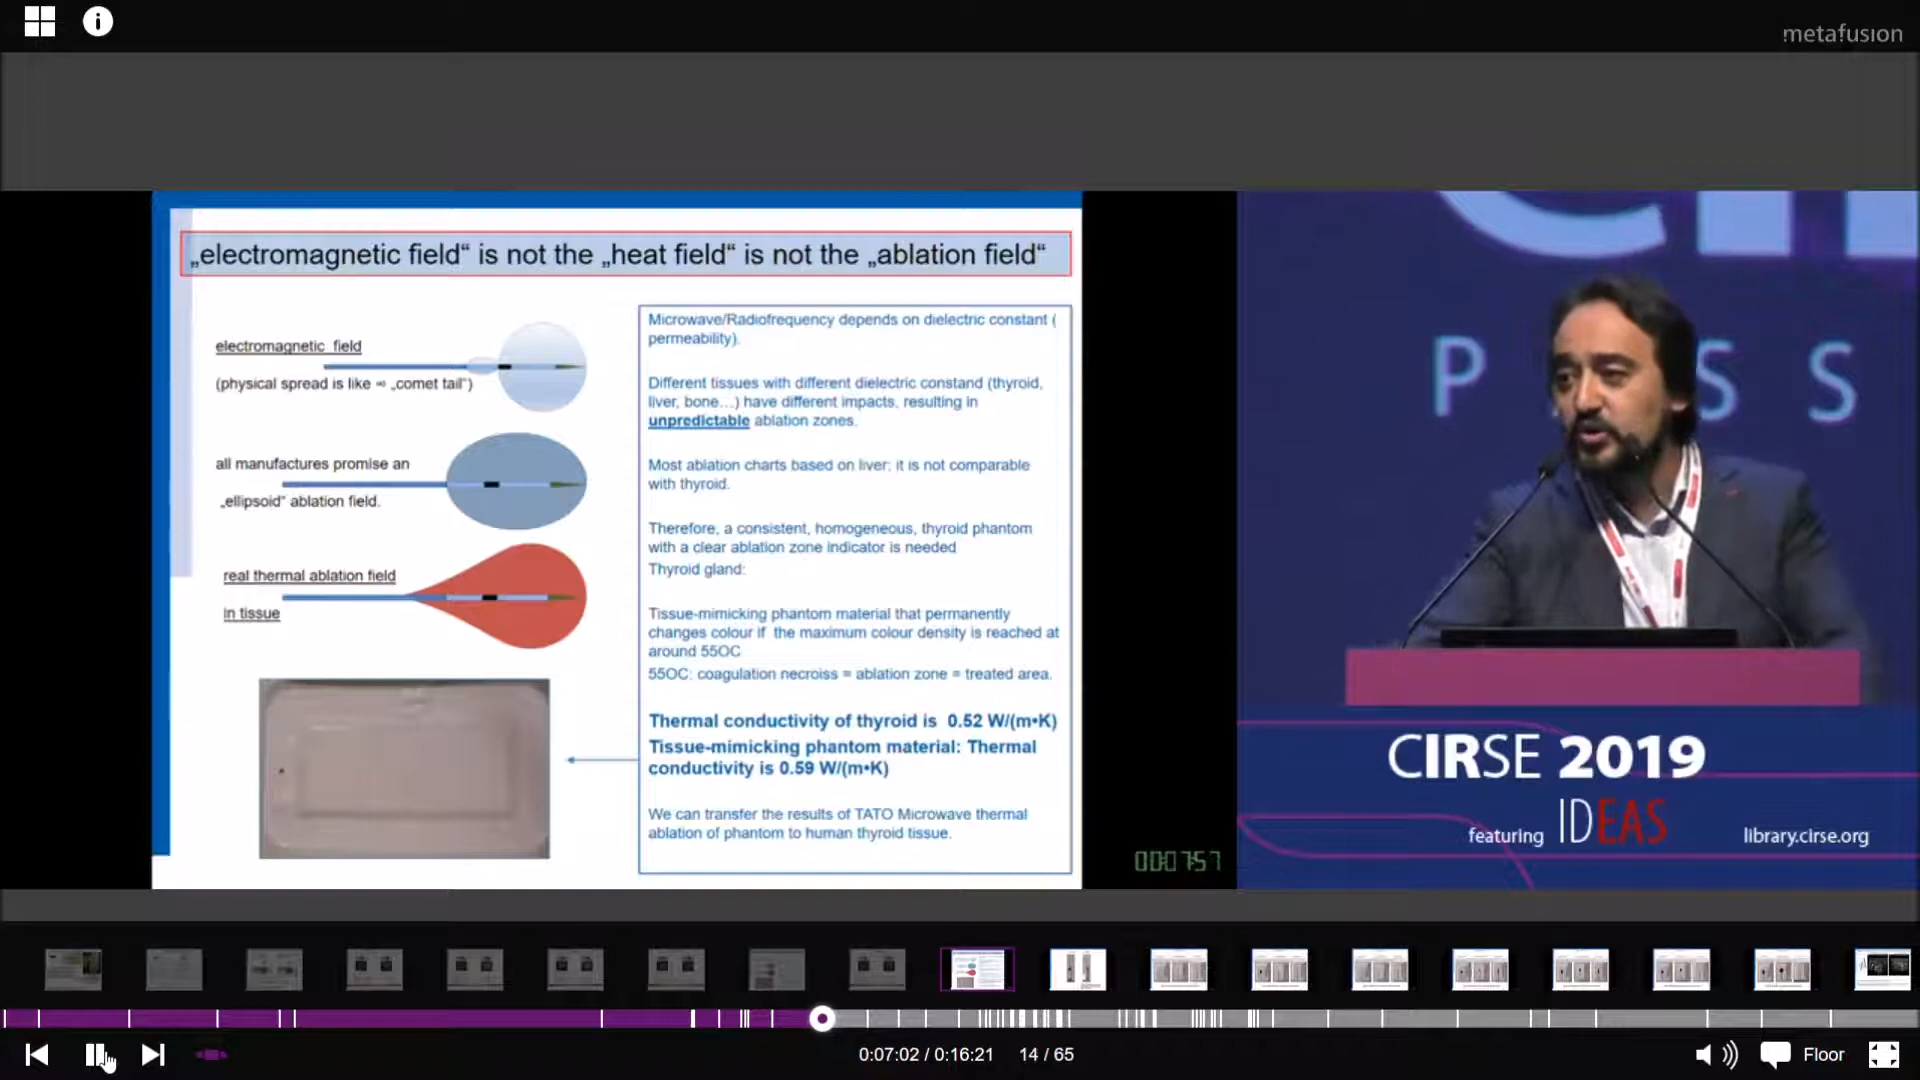 metafusion
„electromagnetic field“ is not the „heat field“ is not the „ablation field“
electromagnetic field
(physical spread is like ∞ „comet tail“)
all manufactures promise an
„ellipsoid“ ablation field.
real thermal ablation field
in tissue
Microwave/Radiofrequency depends on dielectric constant (
permeability).
Different tissues with different dielectric constand (thyroid,
liver, bone…) have different impacts, resulting in
unpredictable ablation zones.
Most ablation charts based on liver; it is not comparable
with thyroid.
Therefore, a consistent, homogeneous, thyroid phantom
with a clear ablation zone indicator is needed
Thyroid gland:
Tissue-mimicking phantom material that permanently
changes colour if the maximum colour density is reached at
around 55OC
55OC: coagulation necroiss = ablation zone = treated area.
Thermal conductivity of thyroid is 0.52 W/(m•K)
Tissue-mimicking phantom material: Thermal
conductivity is 0.59 W/(m•K)
We can transfer the results of TATO Microwave thermal
ablation of phantom to human thyroid tissue.
000757
P S S
CIRSE 2019
featuring IDEAS
library.cirse.org
0:07:02 / 0:16:21 14 / 65
Floor